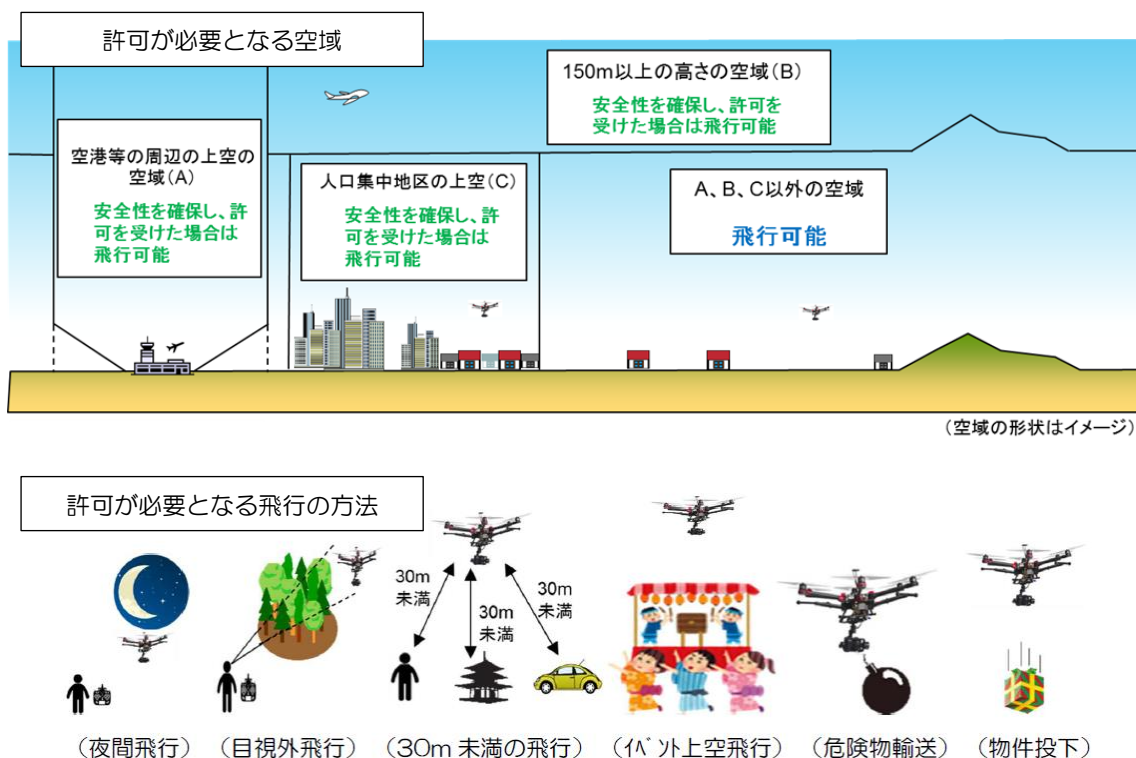 許可が必要となる空域
150m以上の高さの空域(B)
安全性を確保し、許可を
受けた場合は飛行可能
空港等の周辺の上空の
空域(A)
安全性を確保し、許
可を受けた場合は
飛行可能
人口集中地区の上空(C)
安全性を確保し、許
可を受けた場合は
飛行可能
A、B、C以外の空域
飛行可能
(空域の形状はイメージ)
許可が必要となる飛行の方法
30m
未満
30m
未満
30m
未満
(夜間飛行)
(目視外飛行)
(30m 未満の飛行)
(ｲﾍﾞﾝﾄ上空飛行)
(危険物輸送)
(物件投下)